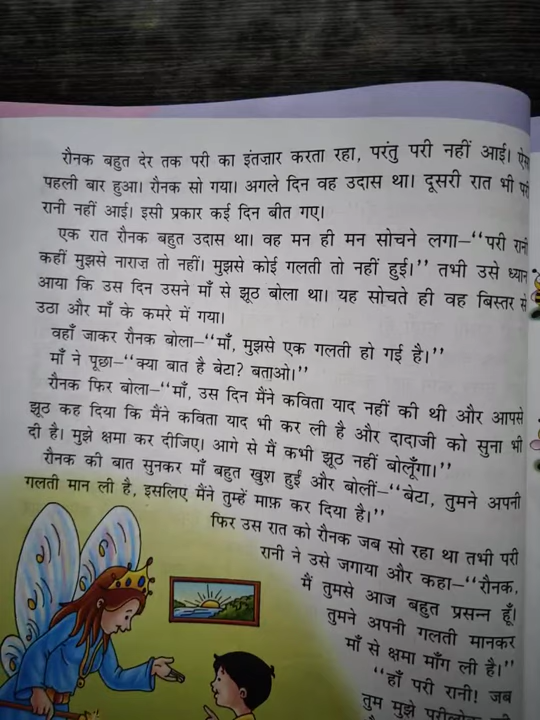 रौनक बहुत देर तक परी का इंतजार करता रहा, परंतु परी नहीं आई।
पहली बार हुआ। रौनक सो गया। अगले दिन वह उदास था। दूसरी रात भी परी
रानी नहीं आई। इसी प्रकार कई दिन बीत गए।
एक रात रौनक बहुत उदास था। वह मन ही मन सोचने लगा–‘‘परी रानी
कहीं मुझसे नाराज़ तो नहीं। मुझसे कोई गलती तो नहीं हुई।’’ तभी उसे ध्यान
आया कि उस दिन उसने माँ से झूठ बोला था। यह सोचते ही वह बिस्तर से
उठा और माँ के कमरे में गया।
वहाँ जाकर रौनक बोला–‘‘माँ, मुझसे एक गलती हो गई है।’’
माँ ने पूछा–‘‘क्या बात है बेटा? बताओ।’’
रौनक फिर बोला–‘‘माँ, उस दिन मैंने कविता याद नहीं की थी और आपसे
झूठ कह दिया कि मैंने कविता याद भी कर ली है और दादाजी को सुना भी
दी है। मुझे क्षमा कर दीजिए। आगे से मैं कभी झूठ नहीं बोलूँगा।’’
रौनक की बात सुनकर माँ बहुत खुश हुईं और बोलीं–‘‘बेटा, तुमने अपनी
गलती मान ली है, इसलिए मैंने तुम्हें माफ़ कर दिया है।’’
फिर उस रात को रौनक जब सो रहा था तभी परी
रानी ने उसे जगाया और कहा–‘‘रौनक,
मैं तुमसे आज बहुत प्रसन्न हूँ।
तुमने अपनी गलती मानकर
माँ से क्षमा माँग ली है।’’
‘‘हाँ परी रानी! जब
तुम मुझे